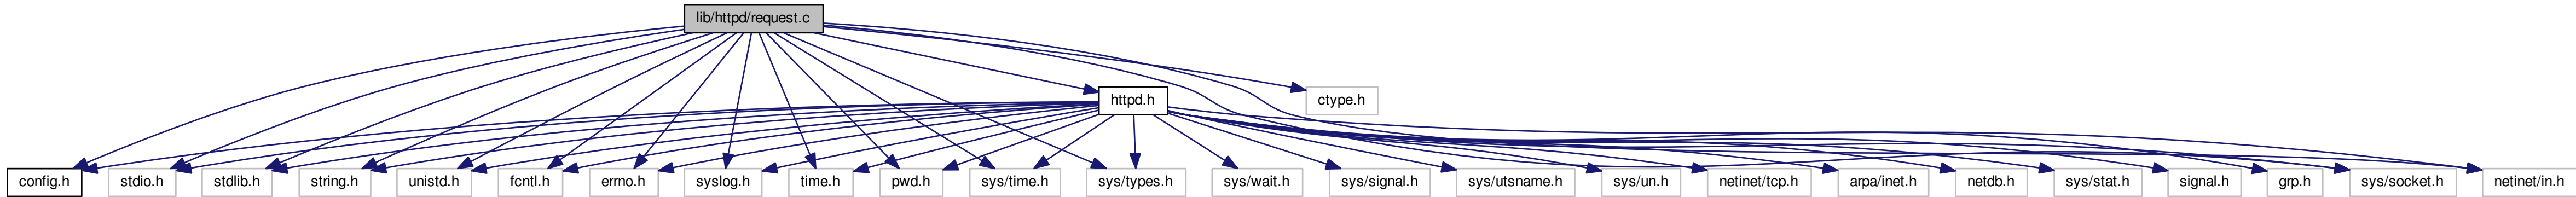 lib/httpd/request.c
httpd.h
ctype.h
config.h
stdio.h
stdlib.h
string.h
unistd.h
fcntl.h
errno.h
syslog.h
time.h
pwd.h
sys/time.h
sys/types.h
sys/wait.h
sys/signal.h
sys/utsname.h
sys/un.h
netinet/tcp.h
arpa/inet.h
netdb.h
sys/stat.h
signal.h
grp.h
sys/socket.h
netinet/in.h